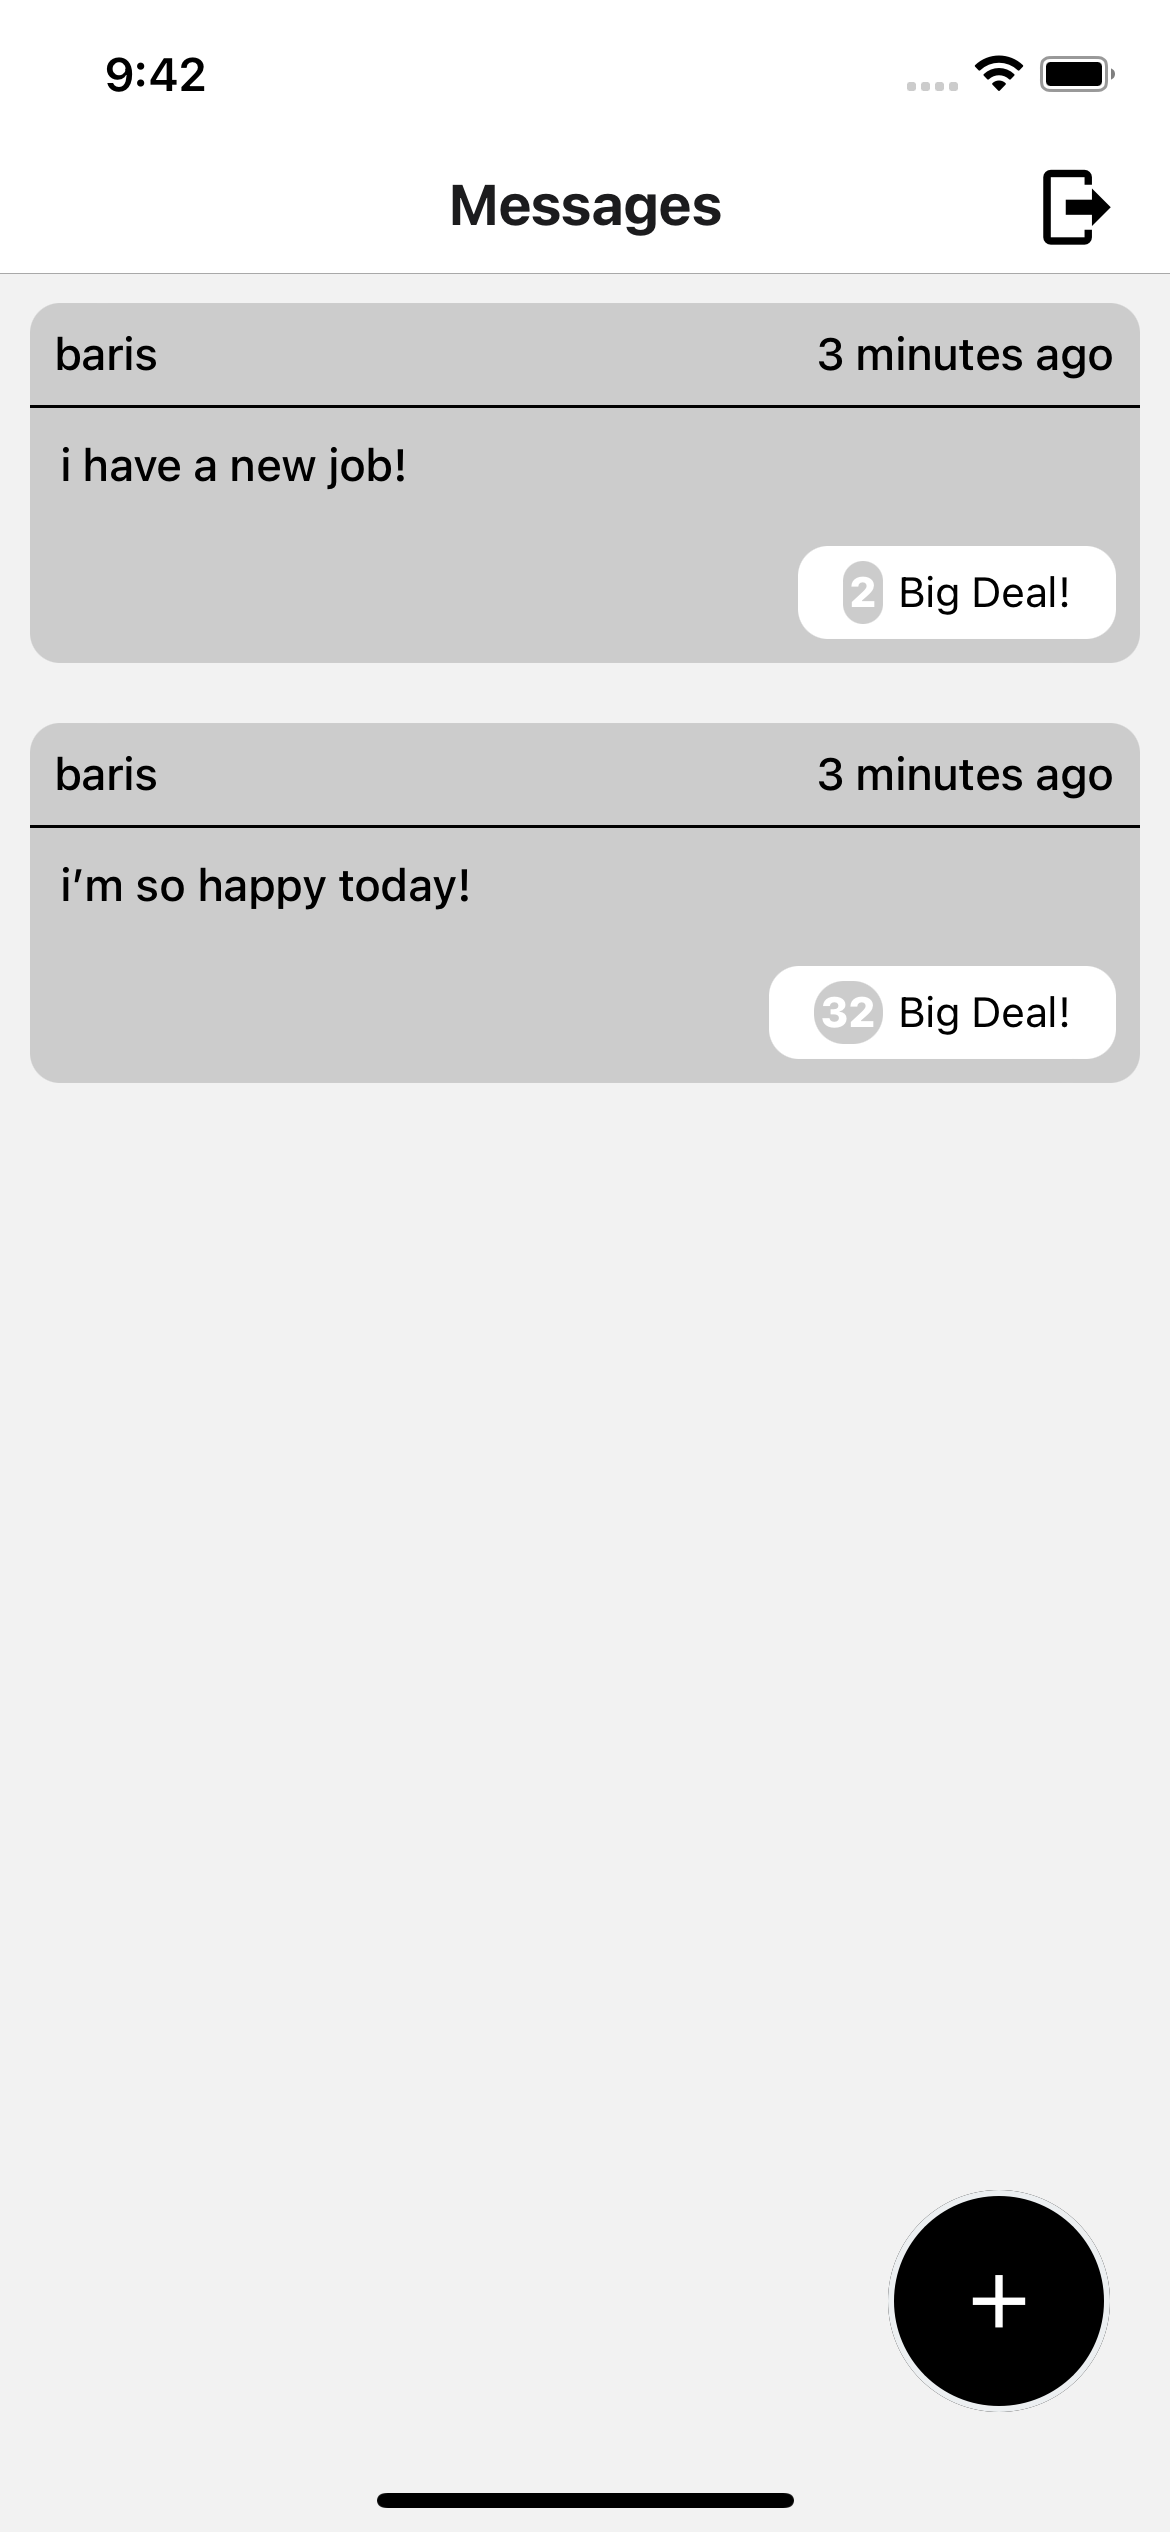 9:42
Messages
baris 3 minutes ago
i have a new job!
2 Big Deal!
baris 3 minutes ago
i’m so happy today!
32 Big Deal!
+